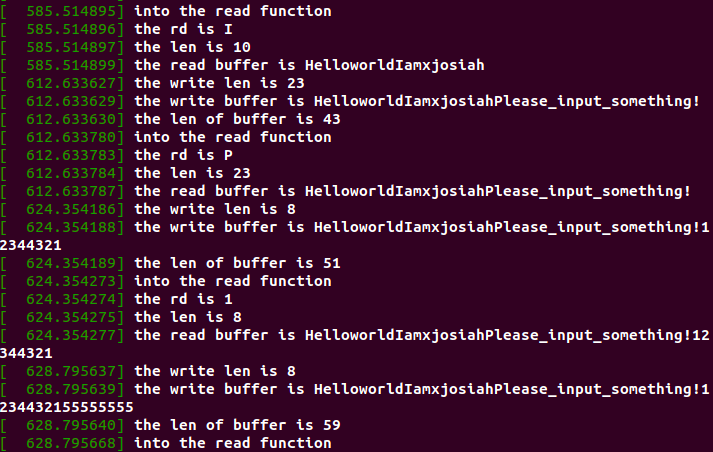 [  585.514895] into the read function
[  585.514896] the rd is I
[  585.514897] the len is 10
[  585.514899] the read buffer is HelloworldIamxjosiah
[  612.633627] the write len is 23
[  612.633629] the write buffer is HelloworldIamxjosiahPlease_input_something!
[  612.633630] the len of buffer is 43
[  612.633780] into the read function
[  612.633783] the rd is P
[  612.633784] the len is 23
[  612.633787] the read buffer is HelloworldIamxjosiahPlease_input_something!
[  624.354186] the write len is 8
[  624.354188] the write buffer is HelloworldIamxjosiahPlease_input_something!1
2344321
[  624.354189] the len of buffer is 51
[  624.354273] into the read function
[  624.354274] the rd is 1
[  624.354275] the len is 8
[  624.354277] the read buffer is HelloworldIamxjosiahPlease_input_something!12
344321
[  628.795637] the write len is 8
[  628.795639] the write buffer is HelloworldIamxjosiahPlease_input_something!1
234432155555555
[  628.795640] the len of buffer is 59
[  628.795668] into the read function